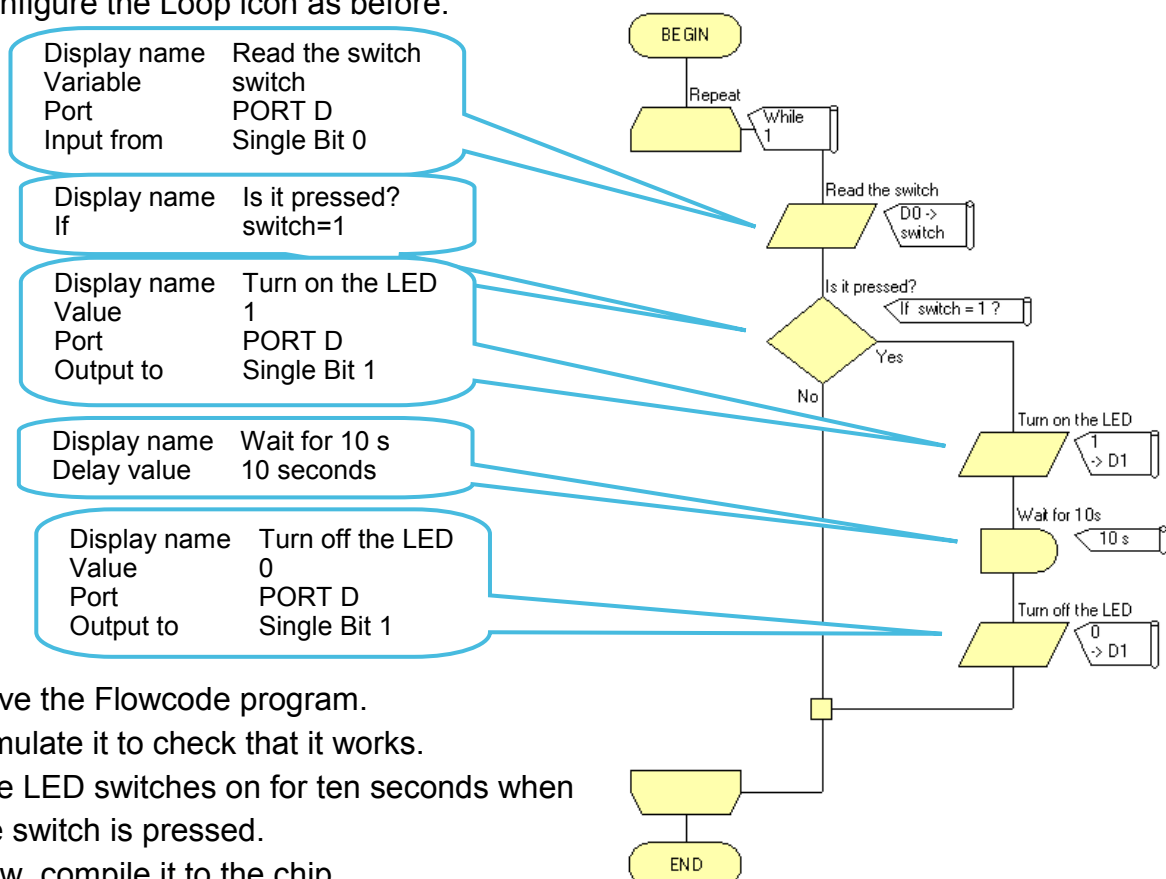 nfigure the Loop icon as before.
Display name Read the switch
Variable switch
Port PORT D
Input from Single Bit 0
Display name Is it pressed?
If switch=1
Display name Turn on the LED
Value 1
Port PORT D
Output to Single Bit 1
Display name Wait for 10 s
Delay value 10 seconds
Display name Turn off the LED
Value 0
Port PORT D
Output to Single Bit 1
ve the Flowcode program.
mulate it to check that it works.
e LED switches on for ten seconds when
e switch is pressed.
w, compile it to the chip
BEGIN
Repeat
While
1
Read the switch
D0 ->
switch
Is it pressed?
If switch = 1 ?
Yes
No
Turn on the LED
1
-> D1
Wait for 10s
10 s
Turn off the LED
0
-> D1
END